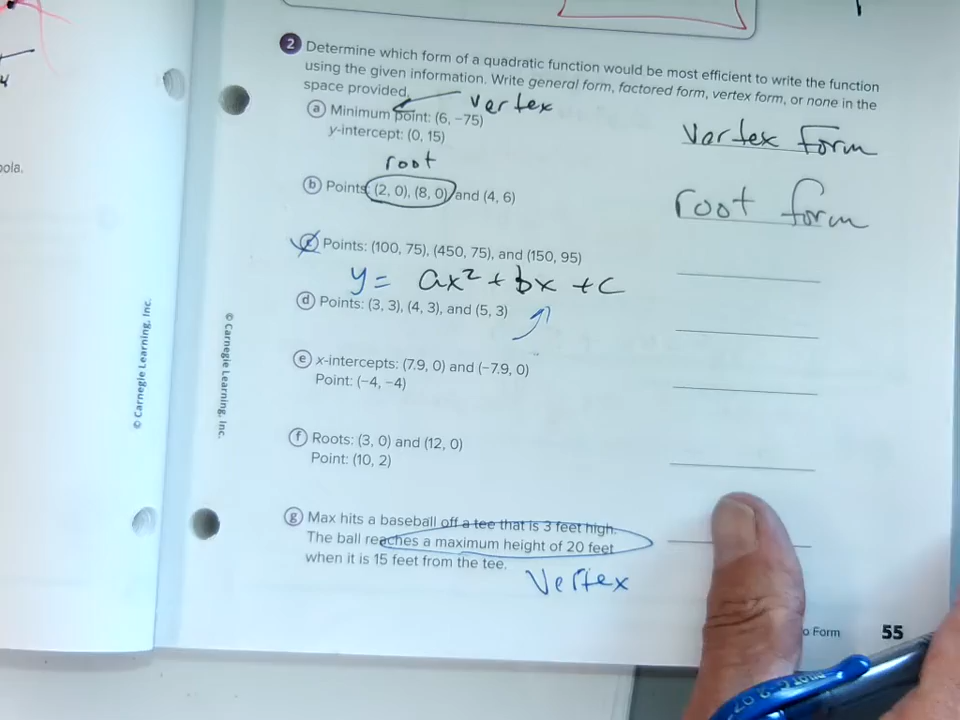 2 Determine which form of a quadratic function would be most efficient to write the function
using the given information. Write general form, factored form, vertex form, or none in the
space provided.
vertex
a Minimum point: (6, −75)
y-intercept: (0, 15)
vertex form
root
b Points: (2, 0), (8, 0), and (4, 6)
root form
c Points: (100, 75), (450, 75), and (150, 95)
y = ax² + bx + c
d Points: (3, 3), (4, 3), and (5, 3)
e x-intercepts: (7.9, 0) and (−7.9, 0)
Point: (−4, −4)
f Roots: (3, 0) and (12, 0)
Point: (10, 2)
g Max hits a baseball off a tee that is 3 feet high.
The ball reaches a maximum height of 20 feet
when it is 15 feet from the tee.
Vertex
Form
55
© Carnegie Learning, Inc.
© Carnegie Learning, Inc.